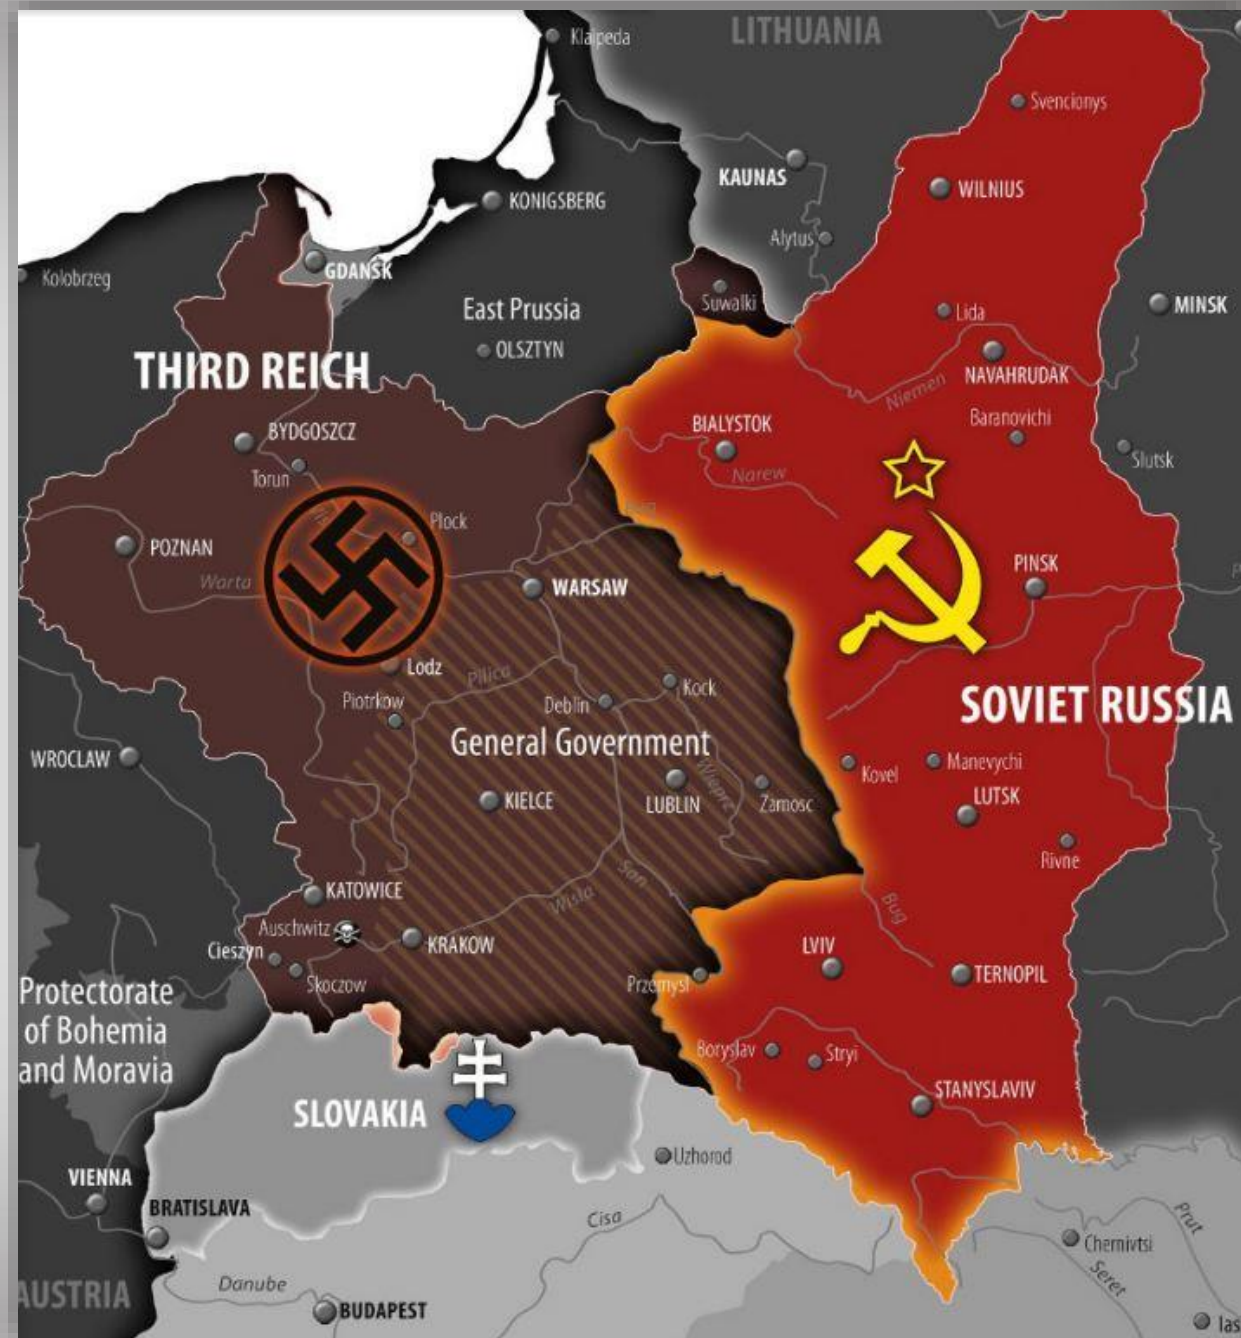 LITHUANIA
Klaipeda
Svencionys
KAUNAS
WILNIUS
KONIGSBERG
Alytus
GDANSK
Kolobrzeg
Suwalki
MINSK
East Prussia
Lida
OLSZTYN
THIRD REICH
NAVAHRUDAK
Niemen
Baranovichi
BIALYSTOK
BYDGOSZCZ
Slutsk
Torun
Narew
Plock
POZNAN
PINSK
Warta
WARSAW
Lodz
Pilica
Kock
Piotrkow
Deblin
SOVIET RUSSIA
General Government
WROCLAW
Kovel
Manevychi
Wieprz
LUTSK
KIELCE
LUBLIN
Zamosc
Rivne
San
KATOWICE
Wisla
Bug
Auschwitz
KRAKOW
LVIV
Cieszyn
TERNOPIL
Skoczow
Przemysl
Protectorate
of Bohemia
and Moravia
Boryslav
Stryi
STANYSLAVIV
SLOVAKIA
Uzhorod
VIENNA
BRATISLAVA
Cisa
Prut
Chernivtsi
Seret
Danube
AUSTRIA
BUDAPEST
Ias